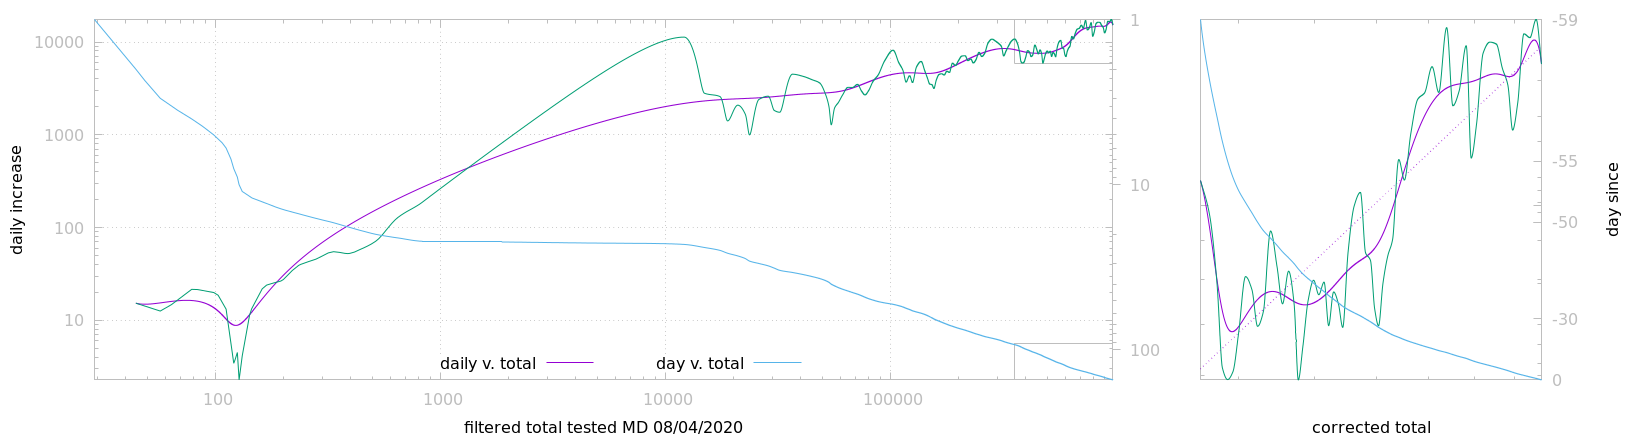 daily increase
10000
1000
100
10
100
1000
10000
100000
filtered total tested MD 08/04/2020
daily v. total
day v. total
1
10
100
-59
-55
-50
-30
0
day since
corrected total